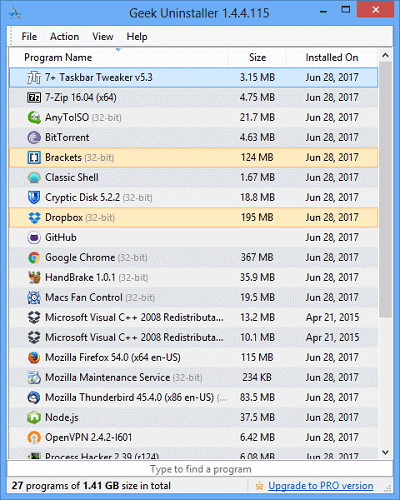 Geek Uninstaller 1.4.4.115
File Action View Help
Program Name Size Installed On
7+ Taskbar Tweaker v5.3 3.15 MB Jun 28, 2017
7-Zip 16.04 (x64) 4.75 MB Jun 28, 2017
AnyToISO (32-bit) 21.7 MB Jun 28, 2017
BitTorrent 4.63 MB Jun 28, 2017
Brackets (32-bit) 124 MB Jun 28, 2017
Classic Shell 1.67 MB Jun 28, 2017
Cryptic Disk 5.2.2 (32-bit) 18.8 MB Jun 28, 2017
Dropbox (32-bit) 195 MB Jun 28, 2017
GitHub Jun 28, 2017
Google Chrome (32-bit) 367 MB Jun 28, 2017
HandBrake 1.0.1 (32-bit) 35.9 MB Jun 28, 2017
Macs Fan Control (32-bit) 19.5 MB Jun 28, 2017
Microsoft Visual C++ 2008 Redistributa... 13.2 MB Apr 21, 2015
Microsoft Visual C++ 2008 Redistributa... 10.1 MB Jun 28, 2017
Mozilla Firefox 54.0 (x64 en-US) 115 MB Jun 28, 2017
Mozilla Maintenance Service (32-bit) 234 KB Jun 28, 2017
Mozilla Thunderbird 45.4.0 (x86 en-US) (32-bit) 83.5 MB Jun 28, 2017
Node.js 37.5 MB Jun 28, 2017
OpenVPN 2.4.2-I601 6.42 MB Jun 28, 2017
Process Hacker 2.39 (r124) 6.08 MB Jun 28, 2017
Type to find a program
27 programs of 1.41 GB size in total Upgrade to PRO version